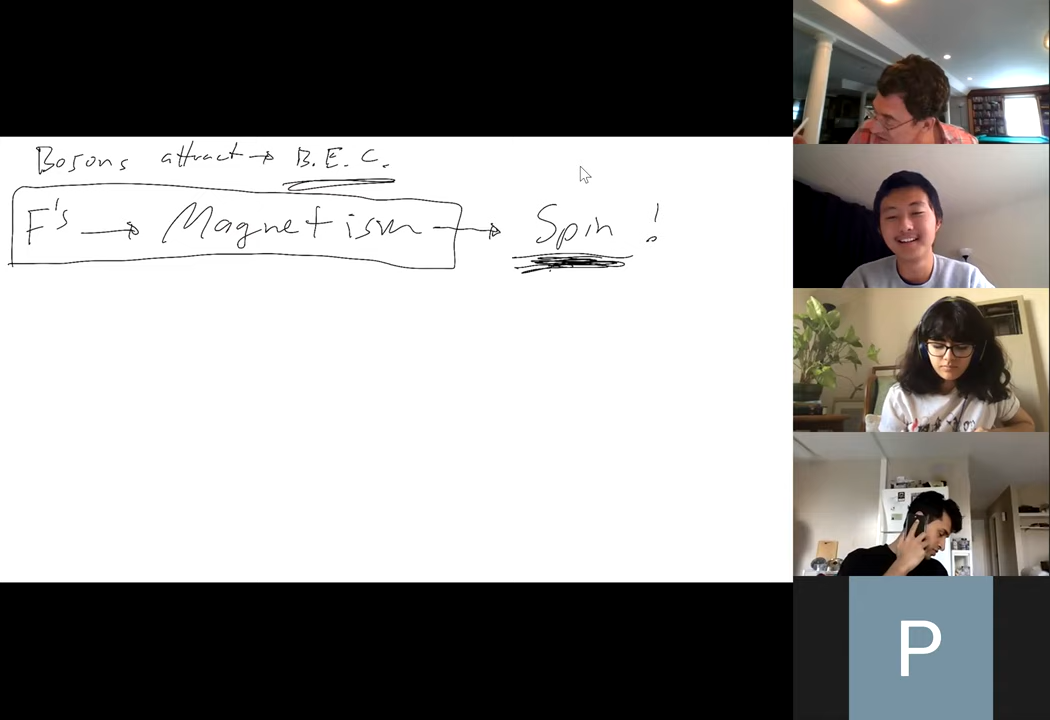 Bosons attract → B.E.C.
F's → Magnetism → Spin !
P